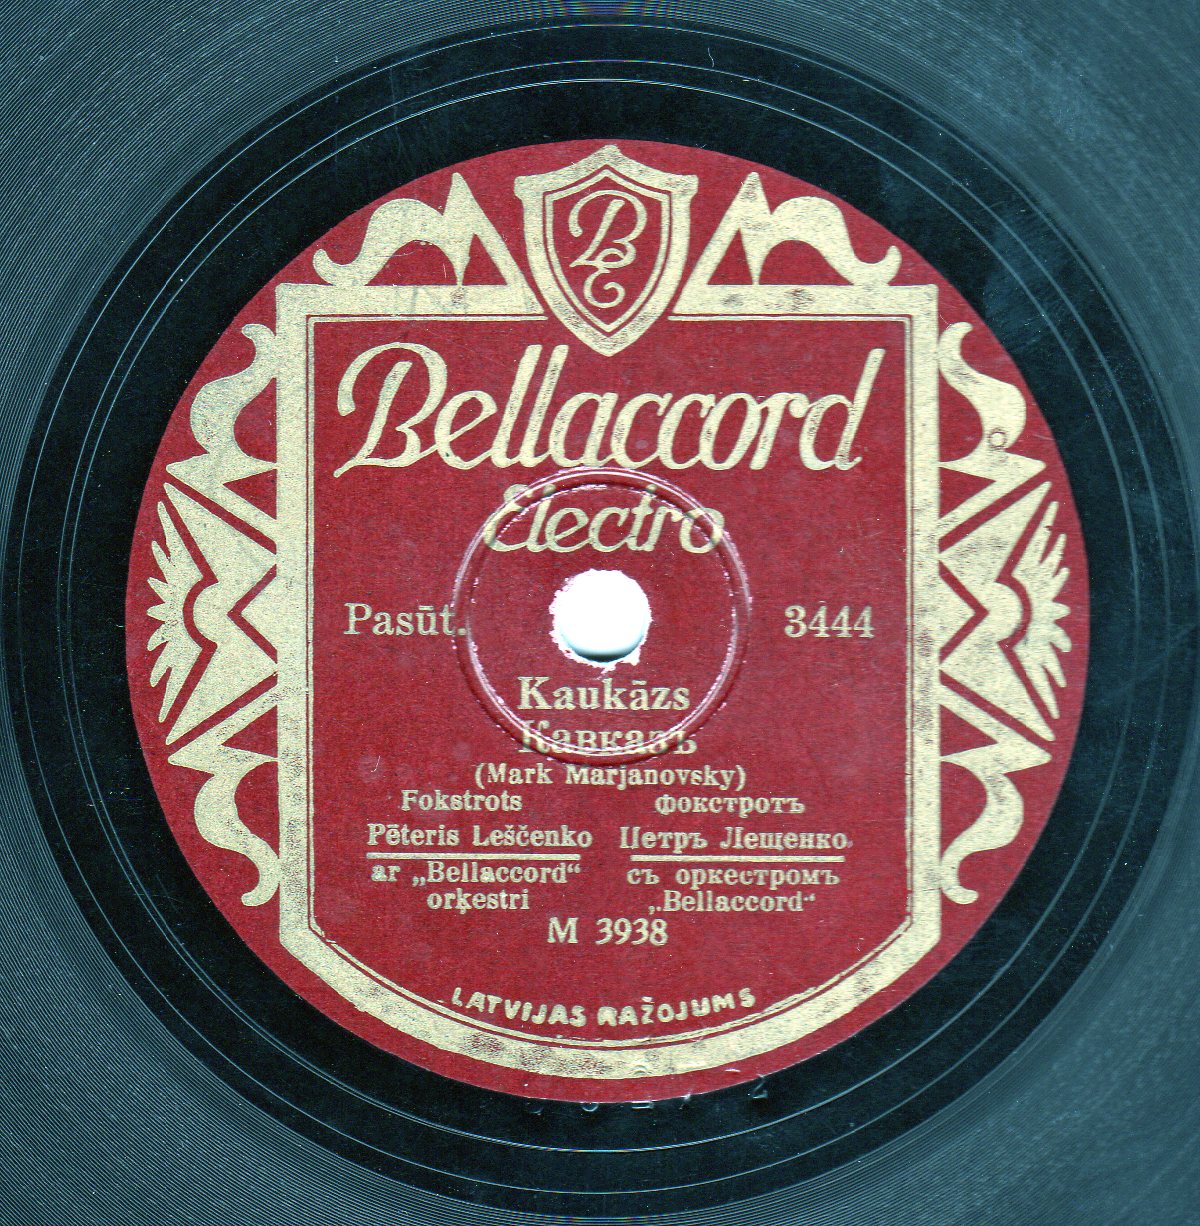 BE
Bellaccord
Electro
Pasūt. 3444
Kaukāzs
Кавказъ
(Mark Marjanovsky)
Fokstrots фокстротъ
Pēteris Leščenko Петръ Лещенко
ar „Bellaccord“ съ оркестромъ
orķestri „Bellaccord“
M 3938
LATVIJAS RAŽOJUMS